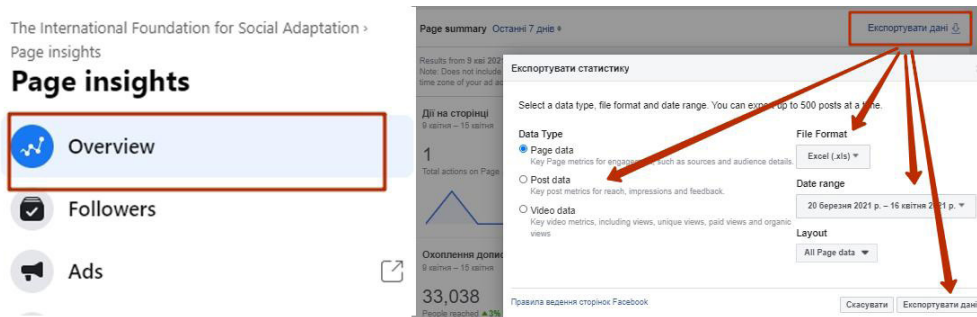 The International Foundation for Social Adaptation ›
Page insights
Page insights
Overview
Followers
Ads
Page summary Останні 7 днів
Експортувати дані
Results from 9 кві 202
Note: Does not include
time zone of your ad ac
Дії на сторінці
9 квітня – 15 квітня
1
Total actions on Page
Охоплення допис
9 квітня – 15 квітня
33,038
People reached ▲3%
Експортувати статистику
Select a data type, file format and date range. You can export up to 500 posts at a time.
Data Type
Page data
Key Page metrics for engagement, such as sources and audience details.
Post data
Key post metrics for reach, impressions and feedback.
Video data
Key video metrics, including views, unique views, paid views and organic
views
File Format
Excel (.xls)
Date range
20 березня 2021 р. – 16 квітня 2021 р.
Layout
All Page data
Правила ведення сторінок Facebook
Скасувати
Експортувати дані